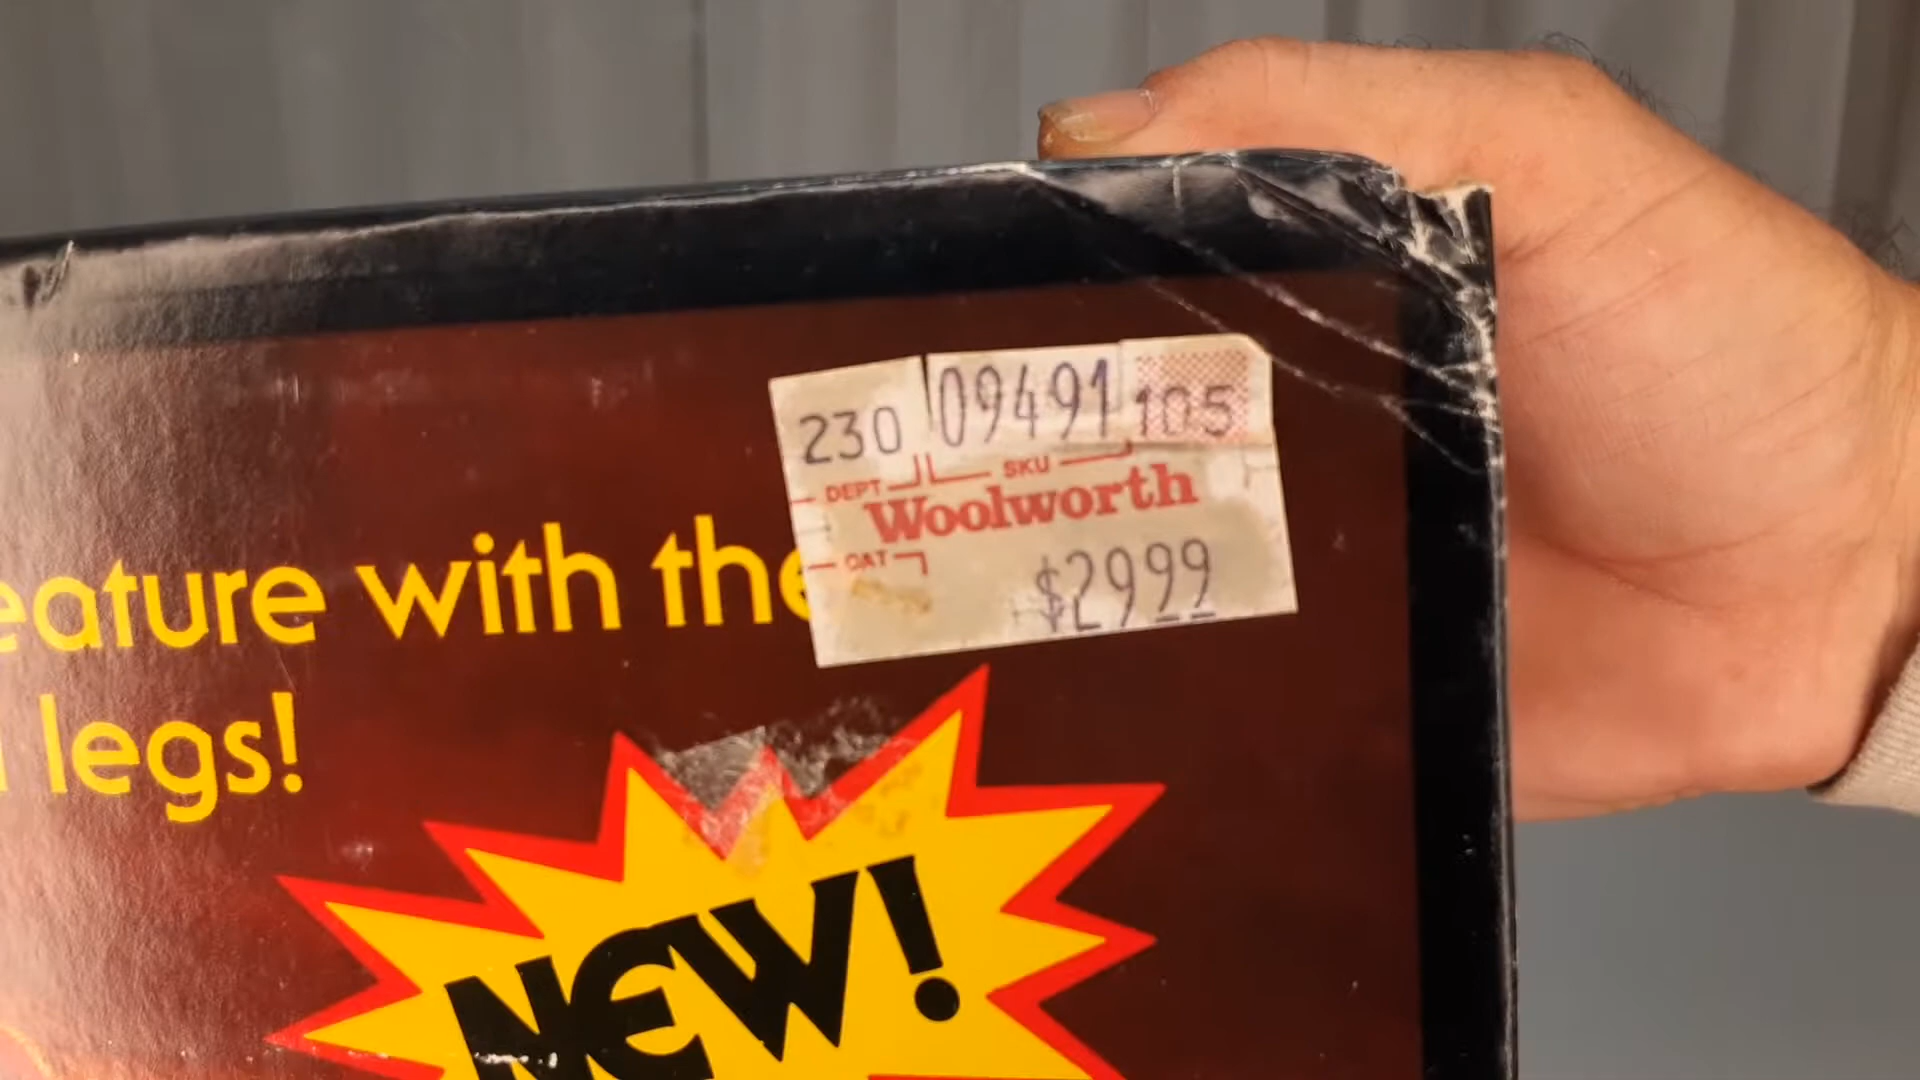 230 09491 105
DEPT SKU
Woolworth
CAT
$2999
eature with the
legs!
NEW!